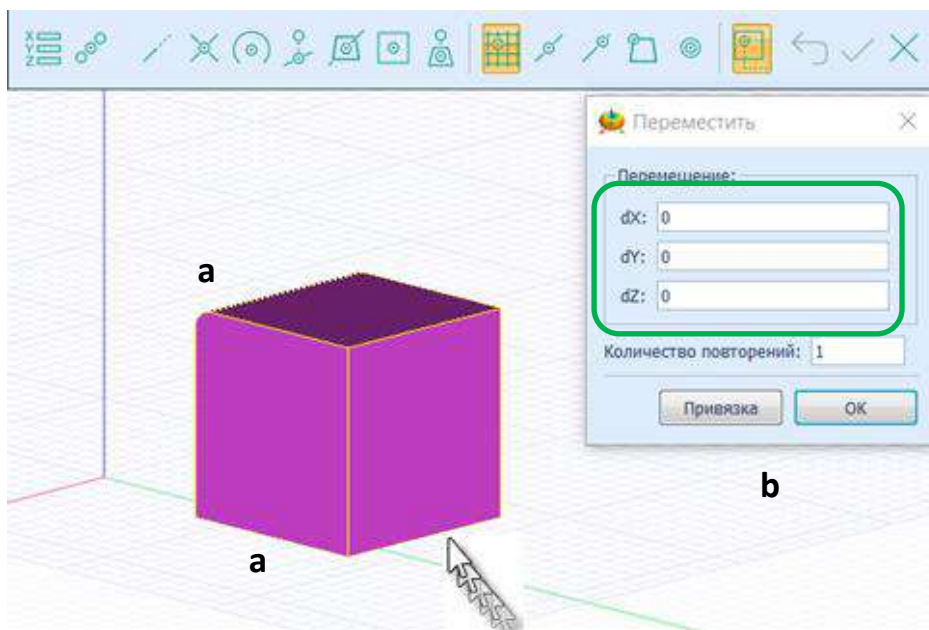 X
Y
Z
Переместить
Перемещение:
dX: 0
dY: 0
dZ: 0
Количество повторений: 1
Привязка
OK
a
a
b